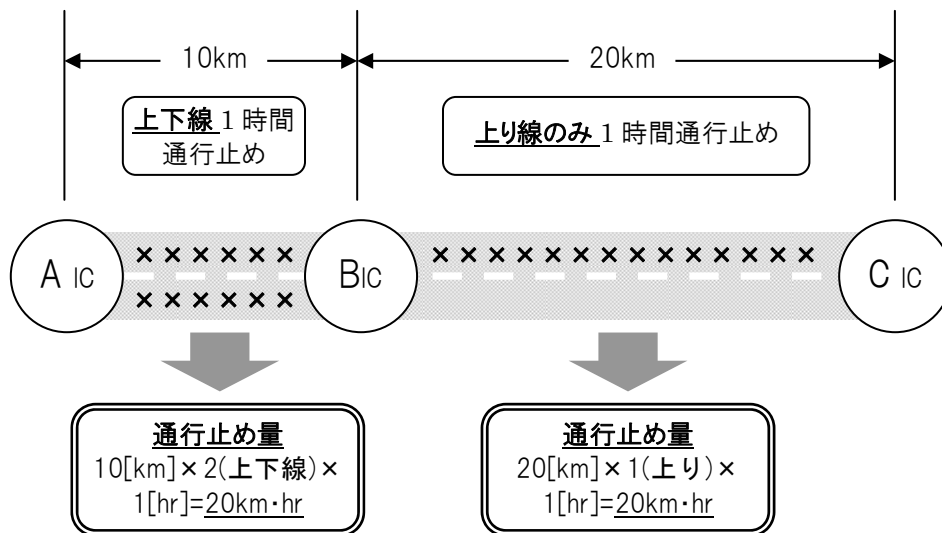 10km
20km
上下線 1 時間
通行止め
上り線のみ 1 時間通行止め
A IC
BIC
C IC
通行止め量
10[km]×2(上下線)×
1[hr]=20km・hr
通行止め量
20[km]×1(上り)×
1[hr]=20km・hr